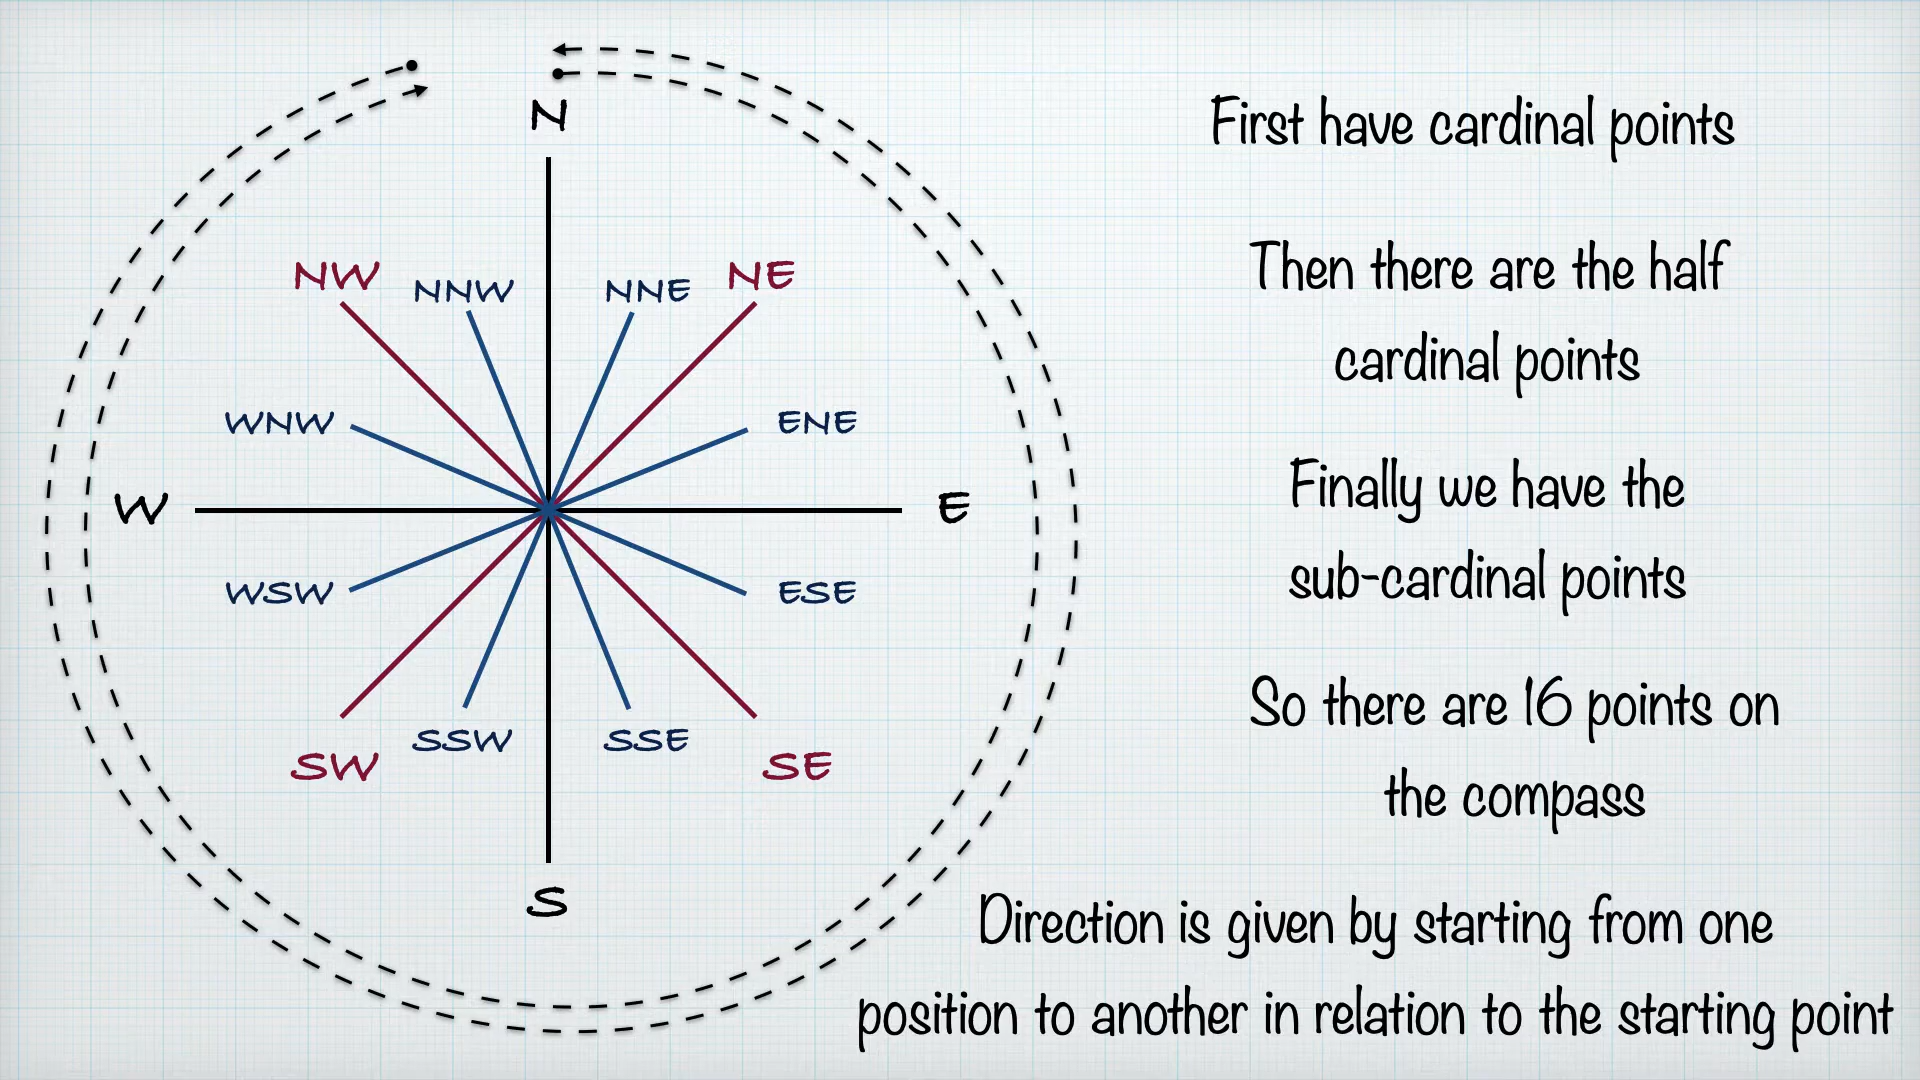 N
NW NNW NNE NE
WNW ENE
W E
WSW ESE
SW SSW SSE SE
S
First have cardinal points
Then there are the half
cardinal points
Finally we have the
sub-cardinal points
So there are 16 points on
the compass
Direction is given by starting from one
position to another in relation to the starting point